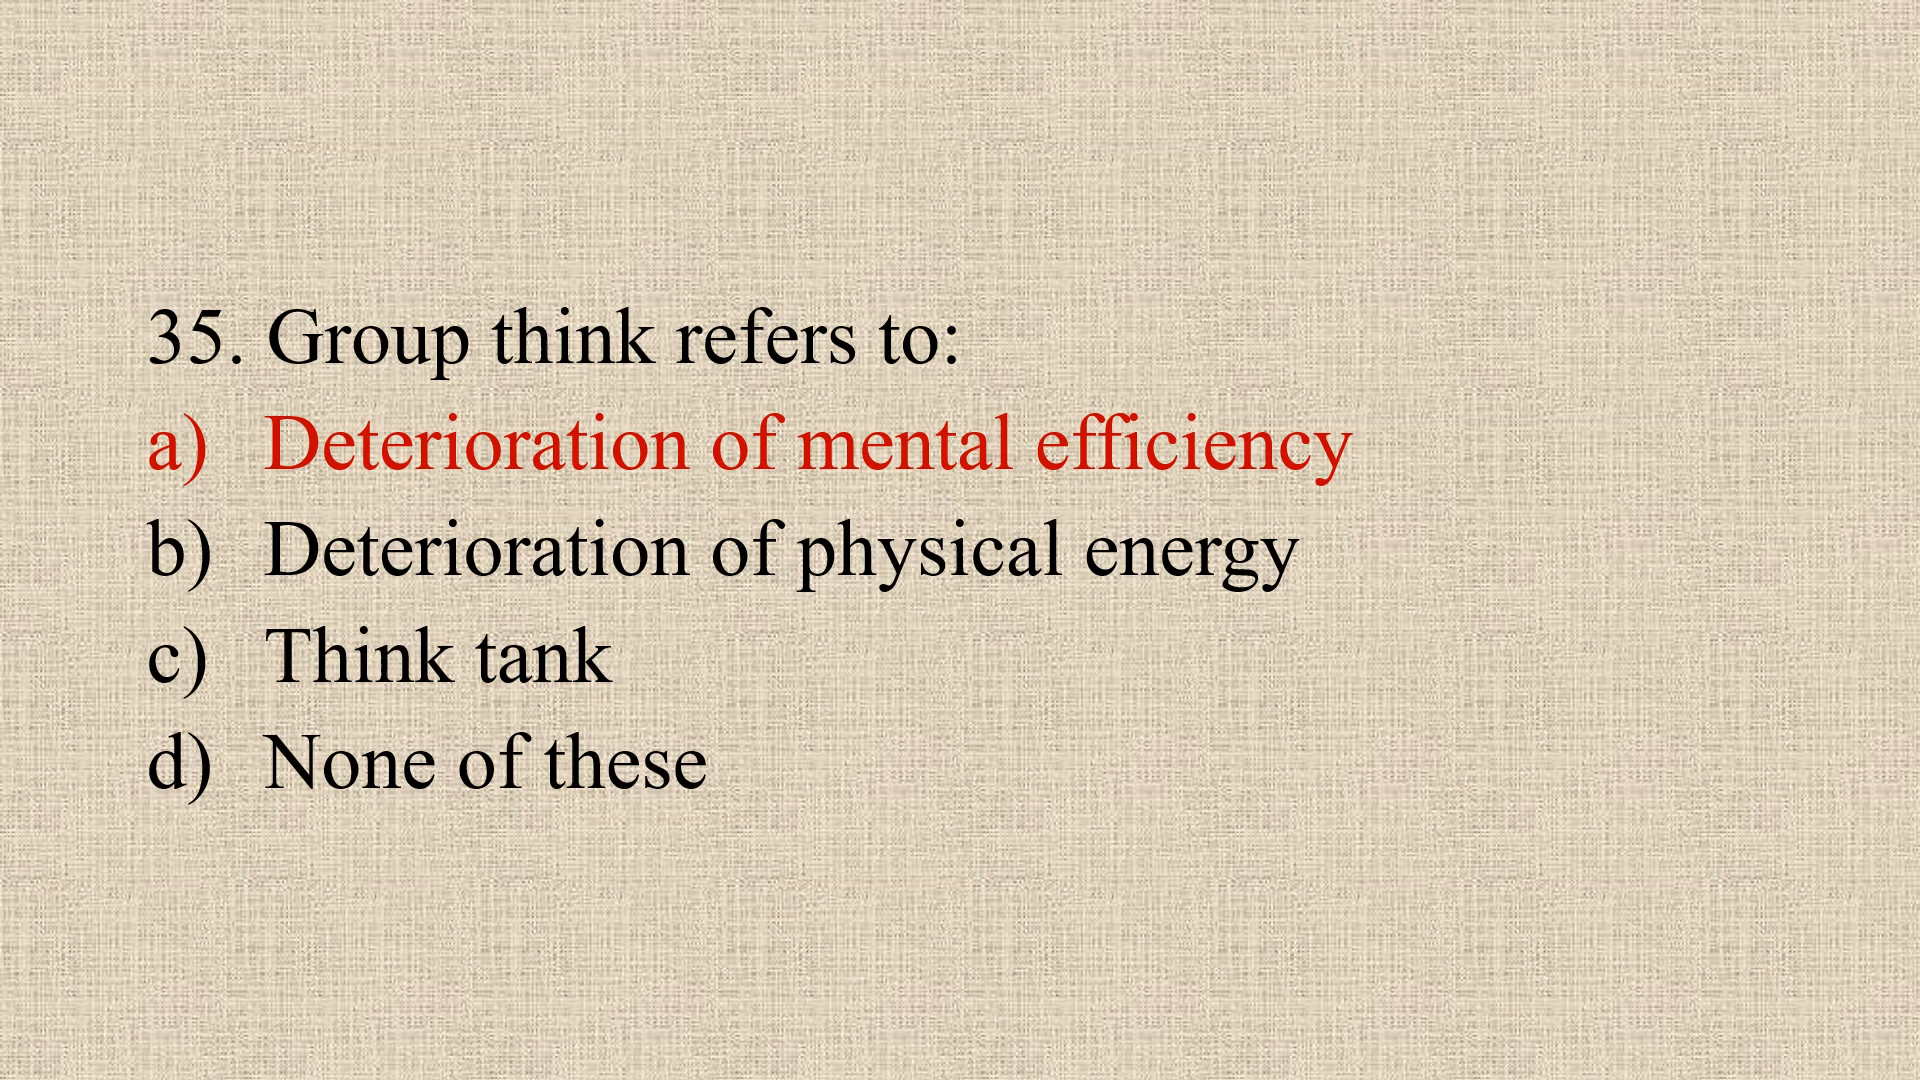 35. Group think refers to:
a) Deterioration of mental efficiency
b) Deterioration of physical energy
c) Think tank
d) None of these